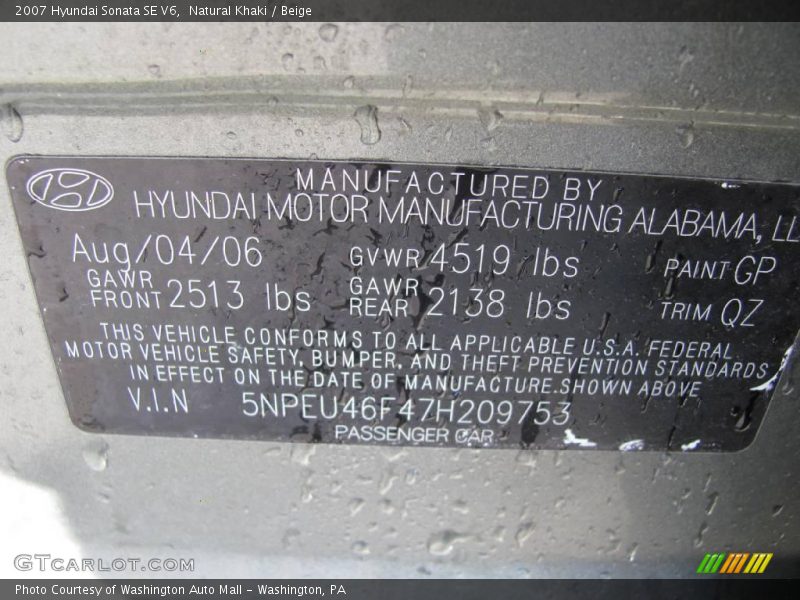 2007 Hyundai Sonata SE V6, Natural Khaki / Beige
MANUFACTURED BY
HYUNDAI MOTOR MANUFACTURING ALABAMA, LL
Aug/04/06 GVWR 4519 lbs PAINT GP
GAWR FRONT 2513 lbs GAWR REAR 2138 lbs TRIM QZ
THIS VEHICLE CONFORMS TO ALL APPLICABLE U.S.A. FEDERAL
MOTOR VEHICLE SAFETY, BUMPER, AND THEFT PREVENTION STANDARDS
IN EFFECT ON THE DATE OF MANUFACTURE SHOWN ABOVE
V.I.N 5NPEU46F47H209753
PASSENGER CAR
GTCARLOT.COM
Photo Courtesy of Washington Auto Mall - Washington, PA